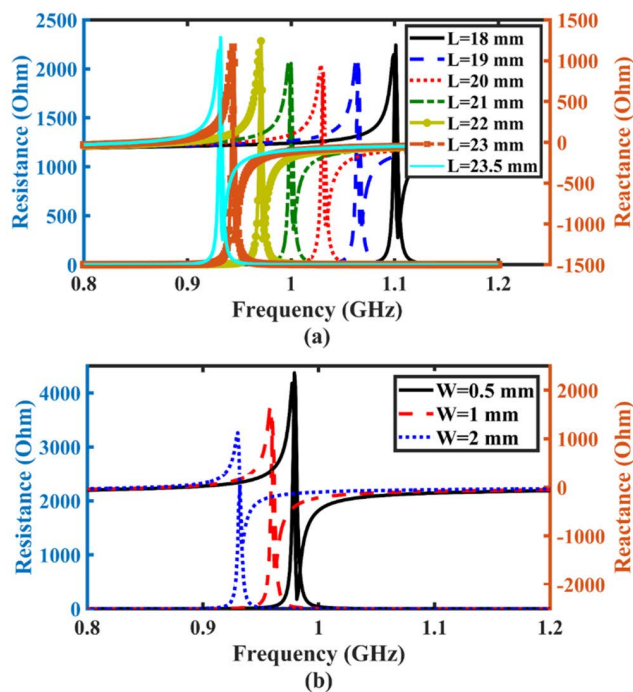 2500
2000
1500
1000
500
0
Resistance (Ohm)
1500
1000
500
0
-500
-1000
-1500
Reactance (Ohm)
L=18 mm
L=19 mm
L=20 mm
L=21 mm
L=22 mm
L=23 mm
L=23.5 mm
0.8 0.9 1 1.1 1.2
Frequency (GHz)
(a)
4000
3000
2000
1000
0
Resistance (Ohm)
2000
1000
0
-1000
-2000
Reactance (Ohm)
W=0.5 mm
W=1 mm
W=2 mm
0.8 0.9 1 1.1 1.2
Frequency (GHz)
(b)